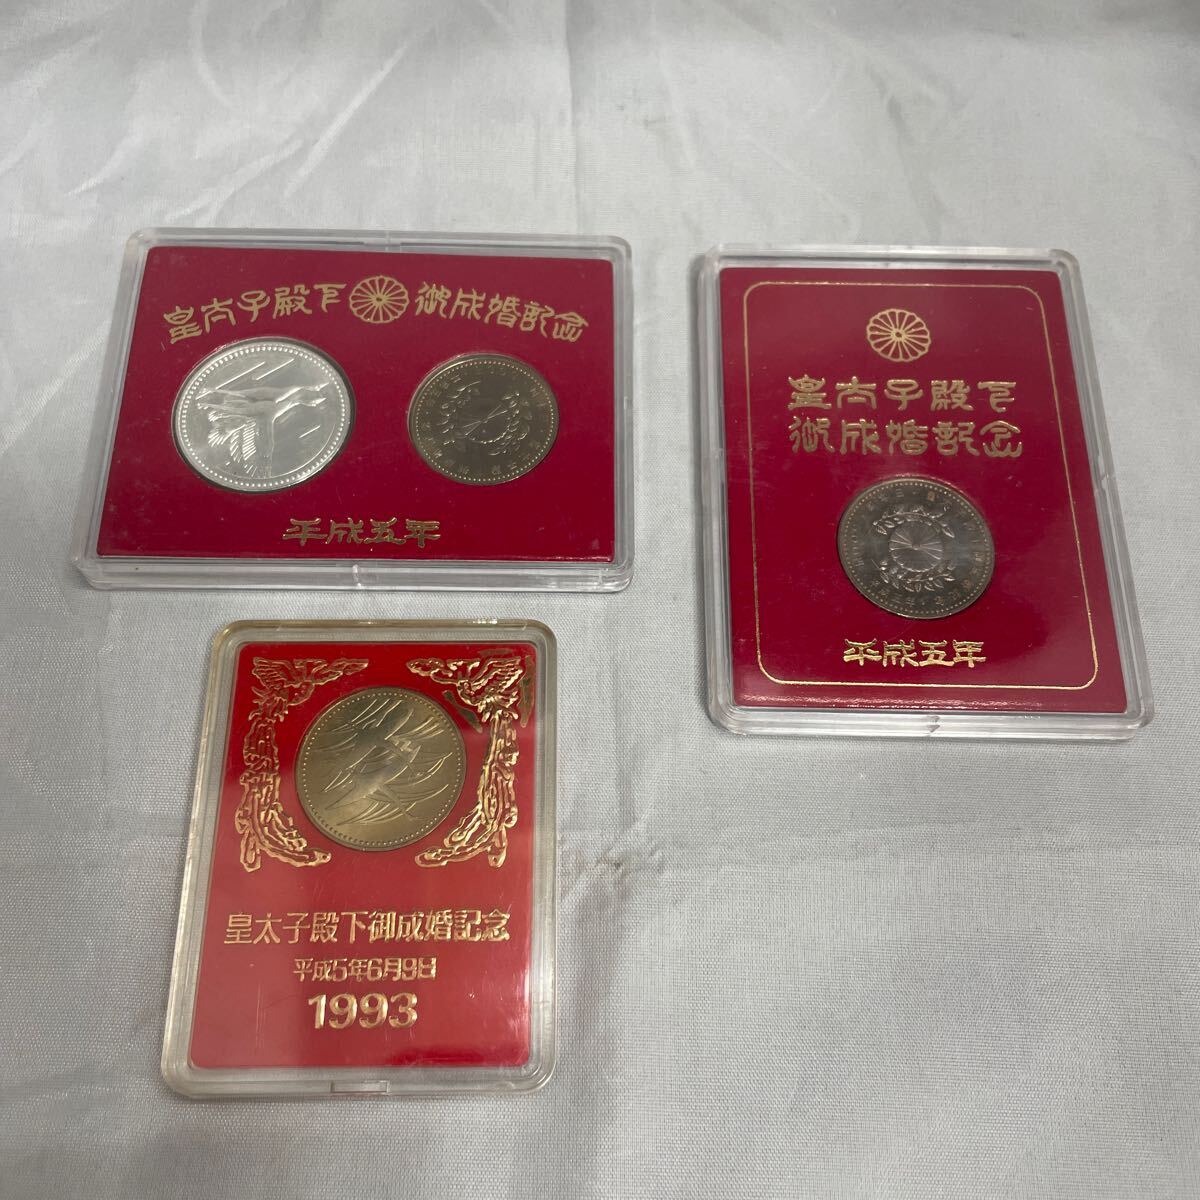 皇太子殿下 御成婚記念
平成五年
皇太子殿下
御成婚記念
平成五年
皇太子殿下御成婚記念
平成5年6月9日
1993